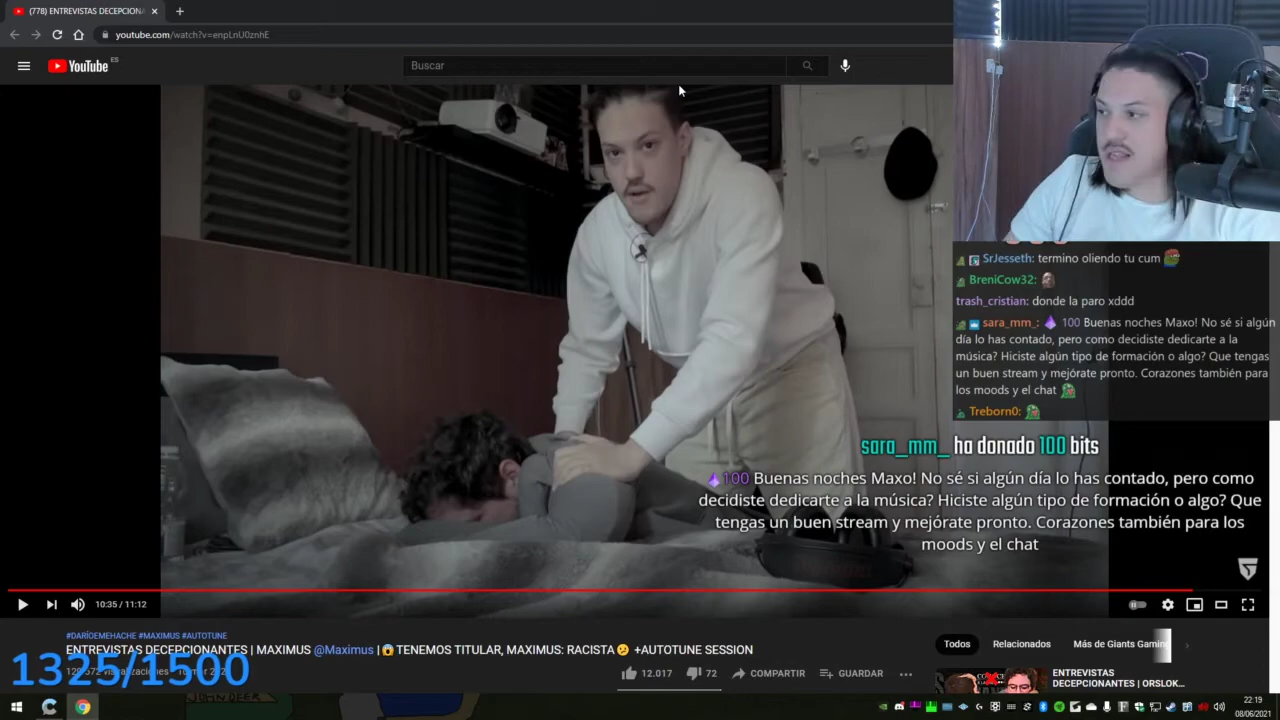 (778) ENTREVISTAS DECEPCIONA
youtube.com/watch?v=enpLnU0znhE
YouTube ES
Buscar
SrJesseth: termino oliendo tu cum
BreniCow32:
trash_cristian: donde la paro xddd
sara_mm_: 100 Buenas noches Maxo! No sé si algún
día lo has contado, pero como decidiste dedicarte a la
música? Hiciste algún tipo de formación o algo? Que tengas
un buen stream y mejórate pronto. Corazones también para
los moods y el chat
Treborn0:
sara_mm_ ha donado 100 bits
100 Buenas noches Maxo! No sé si algún día lo has contado, pero como
decidiste dedicarte a la música? Hiciste algún tipo de formación o algo? Que
tengas un buen stream y mejórate pronto. Corazones también para los
moods y el chat
10:35 / 11:12
#DARÍOEMEHACHE #MAXIMUS #AUTOTUNE
ENTREVISTAS DECEPCIONANTES | MAXIMUS @Maximus | TENEMOS TITULAR, MAXIMUS: RACISTA +AUTOTUNE SESSION
1325/1500
12.017
72
COMPARTIR
GUARDAR
Todos
Relacionados
Más de Giants Gamin
ENTREVISTAS
DECEPCIONANTES | ORSLOK...
22:19
08/06/2021